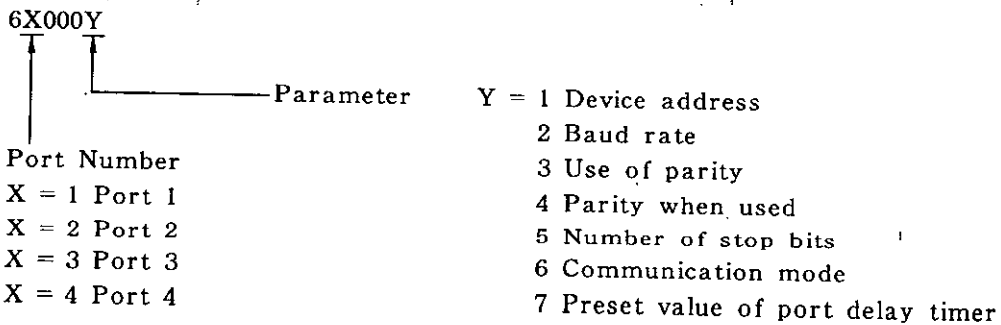 6X000Y
Parameter
Y = 1 Device address
2 Baud rate
3 Use of parity
4 Parity when used
5 Number of stop bits
6 Communication mode
7 Preset value of port delay timer
Port Number
X = 1 Port 1
X = 2 Port 2
X = 3 Port 3
X = 4 Port 4